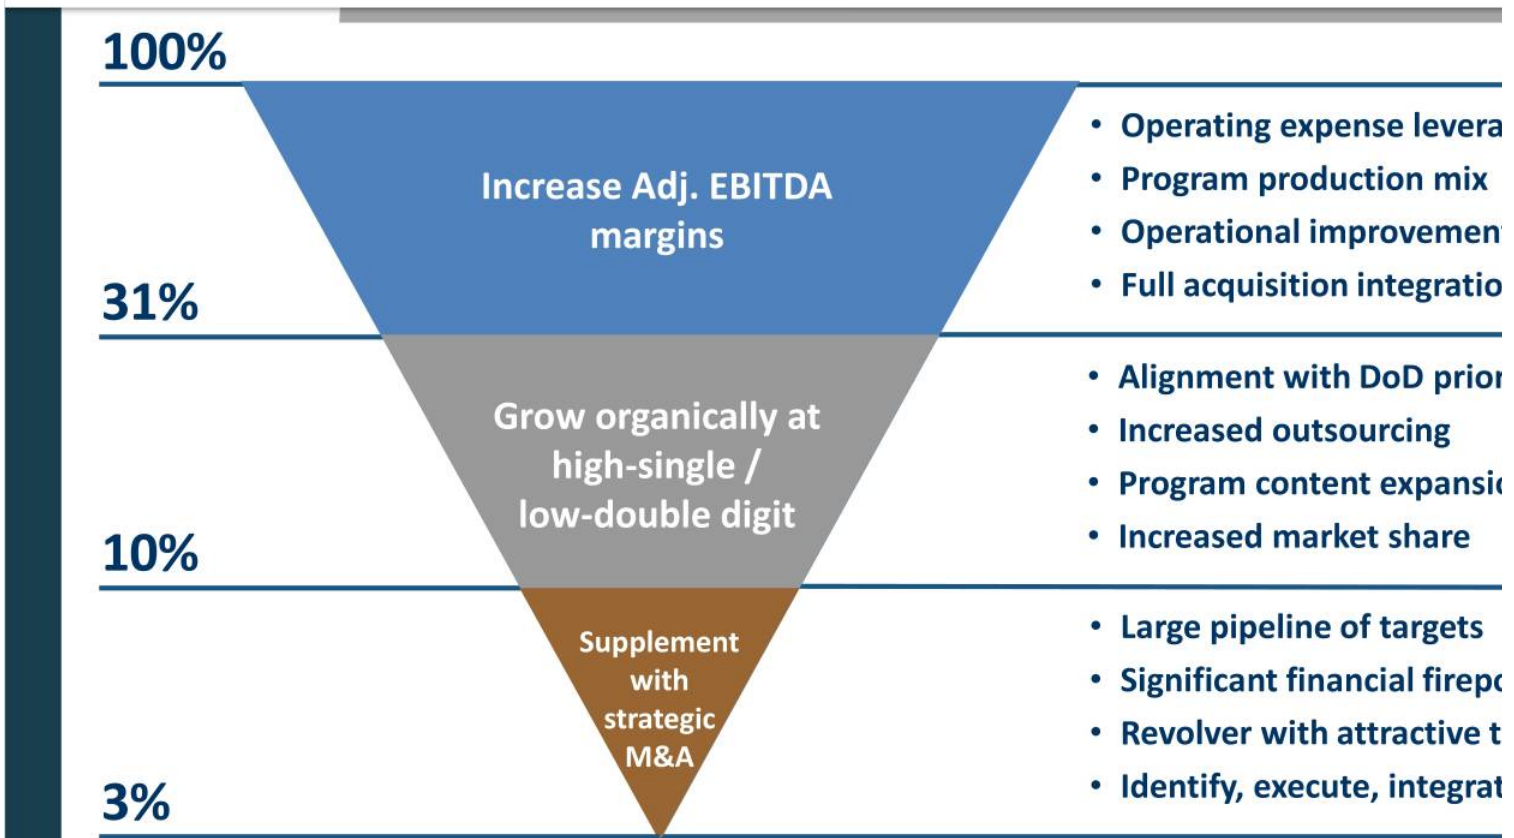 100%
Increase Adj. EBITDA
margins
• Operating expense levera
• Program production mix
• Operational improvemen
• Full acquisition integratio
31%
Grow organically at
high-single /
low-double digit
• Alignment with DoD prior
• Increased outsourcing
• Program content expansic
• Increased market share
10%
Supplement
with
strategic
M&A
• Large pipeline of targets
• Significant financial firepo
• Revolver with attractive t
• Identify, execute, integrat
3%